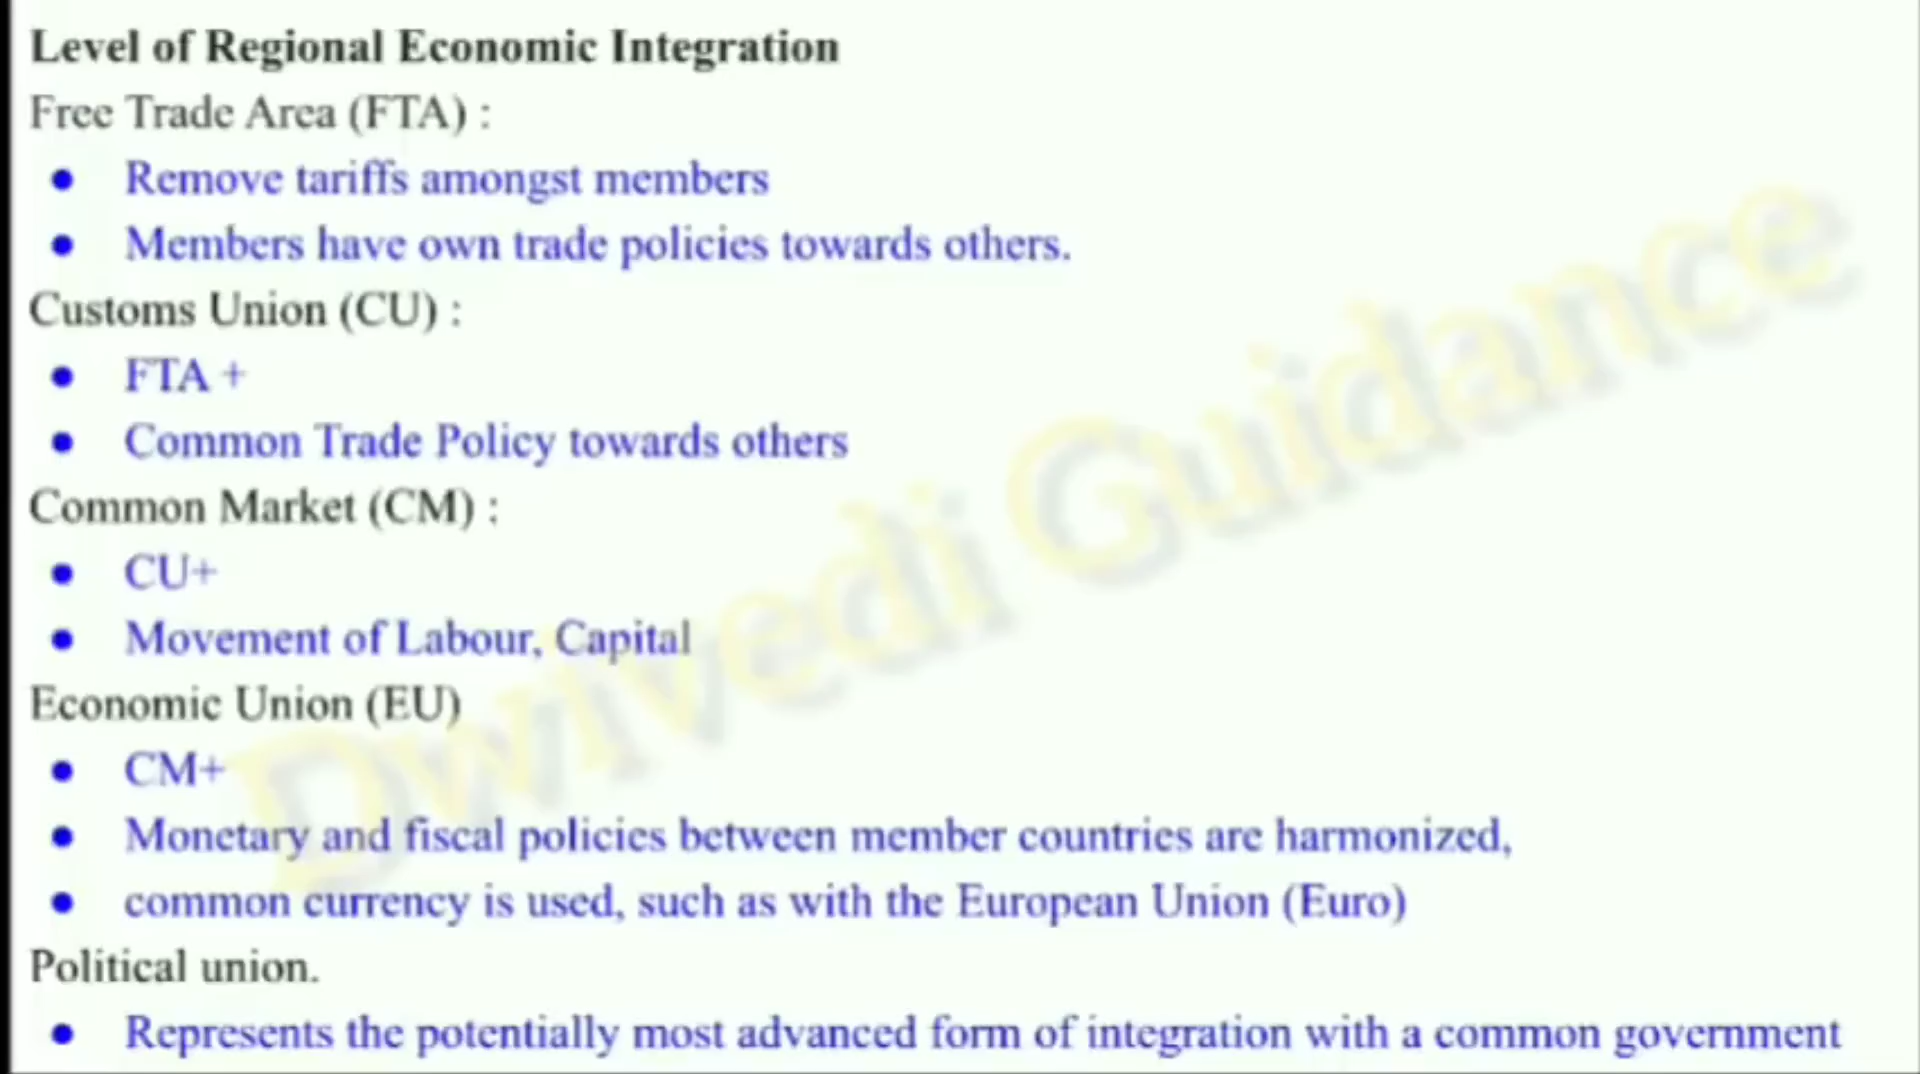 Level of Regional Economic Integration
Free Trade Area (FTA) :
● Remove tariffs amongst members
● Members have own trade policies towards others.
Customs Union (CU) :
● FTA +
● Common Trade Policy towards others
Common Market (CM) :
● CU+
● Movement of Labour, Capital
Economic Union (EU)
● CM+
● Monetary and fiscal policies between member countries are harmonized,
● common currency is used, such as with the European Union (Euro)
Political union.
● Represents the potentially most advanced form of integration with a common government
Dwivedi Guidance